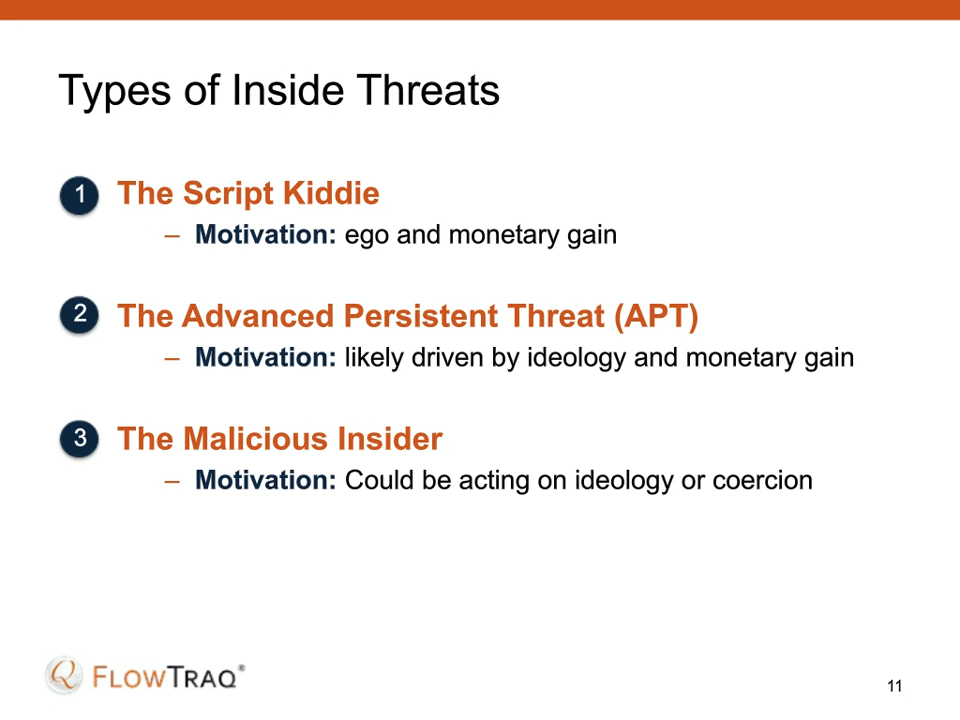 Types of Inside Threats
1 The Script Kiddie
– Motivation: ego and monetary gain
2 The Advanced Persistent Threat (APT)
– Motivation: likely driven by ideology and monetary gain
3 The Malicious Insider
– Motivation: Could be acting on ideology or coercion
Q FLOWTRAQ®
11